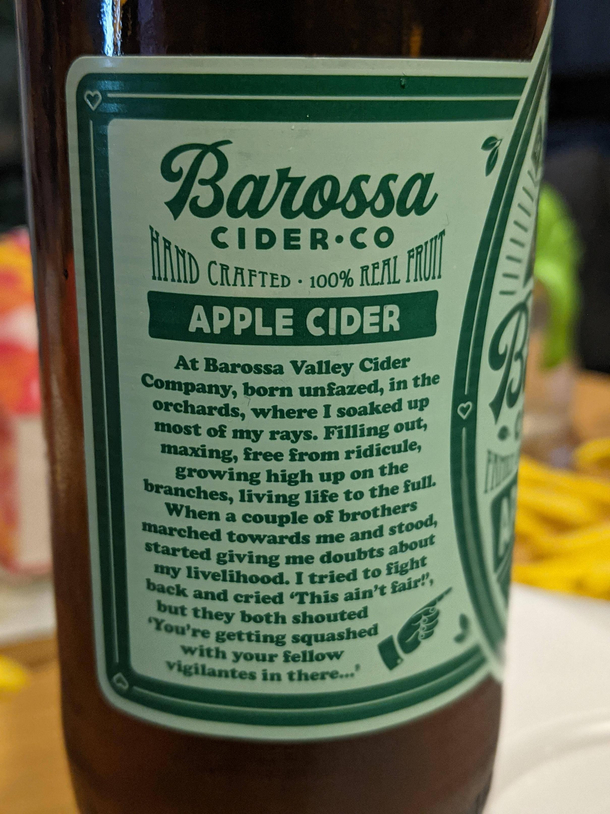 Barossa
CIDER·CO
HAND CRAFTED · 100% REAL FRUIT
APPLE CIDER
At Barossa Valley Cider
Company, born unfazed, in the
orchards, where I soaked up
most of my rays. Filling out,
maxing, free from ridicule,
growing high up on the
branches, living life to the full.
When a couple of brothers
marched towards me and stood,
started giving me doubts about
my livelihood. I tried to fight
back and cried 'This ain't fair!',
but they both shouted
'You're getting squashed
with your fellow
vigilantes in there...'